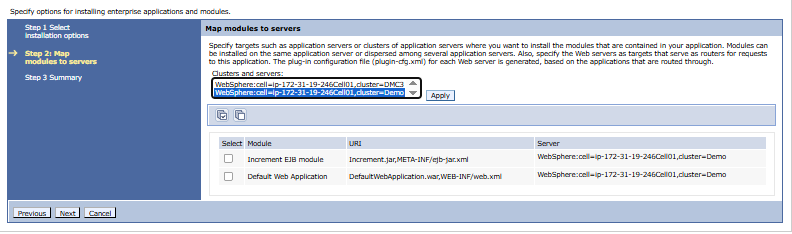 Specify options for installing enterprise applications and modules.
Step 1 Select
installation options
Step 2: Map
modules to servers
Step 3 Summary
Map modules to servers
Specify targets such as application servers or clusters of application servers where you want to install the modules that are contained in your application. Modules can
be installed on the same application server or dispersed among several application servers. Also, specify the Web servers as targets that serve as routers for requests
to this application. The plug-in configuration file (plugin-cfg.xml) for each Web server is generated, based on the applications that are routed through.
Clusters and servers:
WebSphere:cell=ip-172-31-19-246Cell01,cluster=DMC3
WebSphere:cell=ip-172-31-19-246Cell01,cluster=Demo
Apply
Select Module URI Server
Increment EJB module Increment.jar,META-INF/ejb-jar.xml WebSphere:cell=ip-172-31-19-246Cell01,cluster=Demo
Default Web Application DefaultWebApplication.war,WEB-INF/web.xml WebSphere:cell=ip-172-31-19-246Cell01,cluster=Demo
Previous Next Cancel